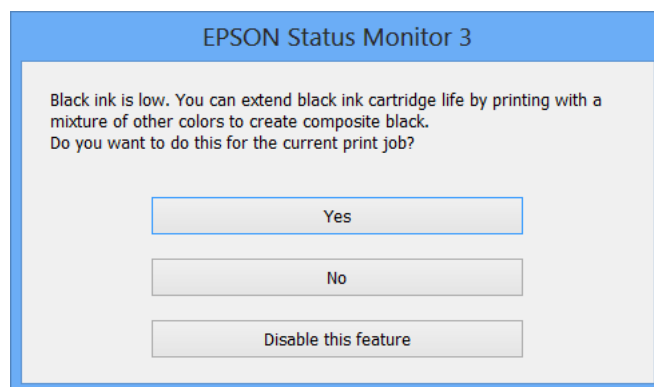 EPSON Status Monitor 3
Black ink is low. You can extend black ink cartridge life by printing with a
mixture of other colors to create composite black.
Do you want to do this for the current print job?
Yes
No
Disable this feature